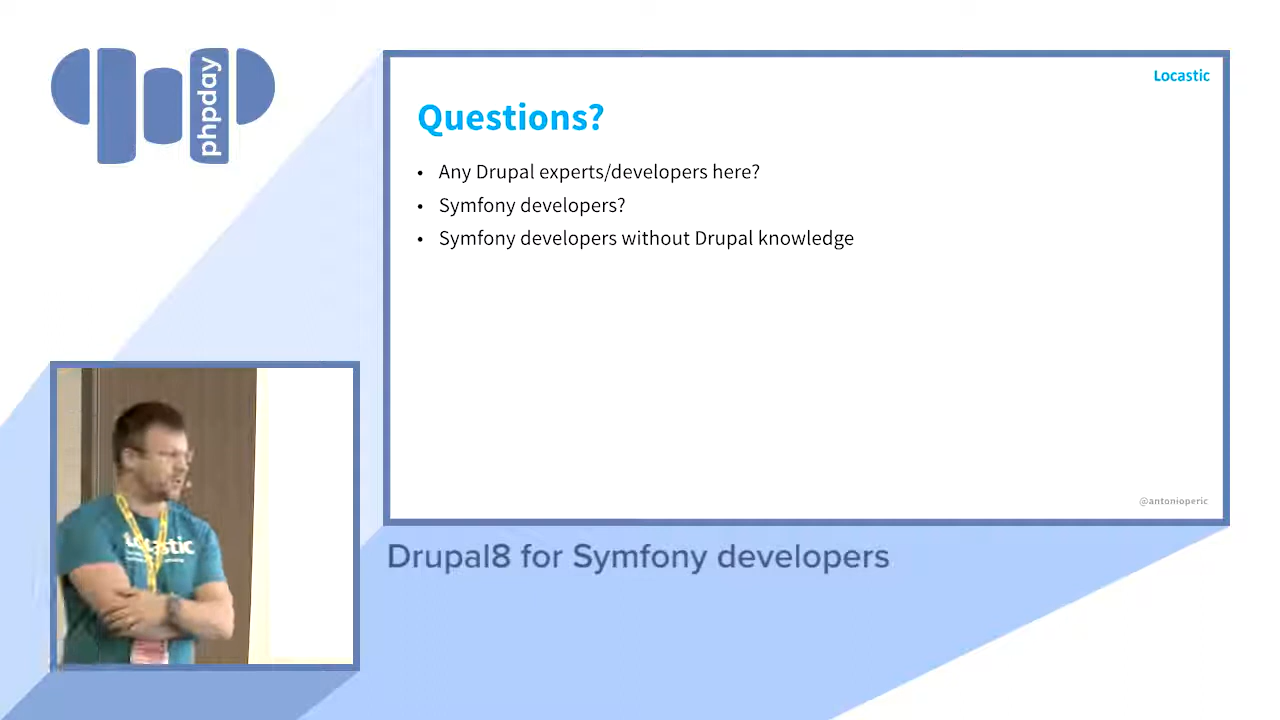 phpday
Locastic
Questions?
• Any Drupal experts/developers here?
• Symfony developers?
• Symfony developers without Drupal knowledge
@antonioperic
Drupal8 for Symfony developers